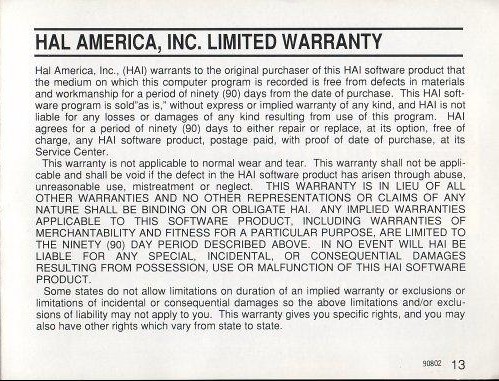 HAL AMERICA, INC. LIMITED WARRANTY
Hal America, Inc., (HAI) warrants to the original purchaser of this HAI software product that
the medium on which this computer program is recorded is free from defects in materials
and workmanship for a period of ninety (90) days from the date of purchase. This HAI soft-
ware program is sold"as is," without express or implied warranty of any kind, and HAI is not
liable for any losses or damages of any kind resulting from use of this program. HAI
agrees for a period of ninety (90) days to either repair or replace, at its option, free of
charge, any HAI software product, postage paid, with proof of date of purchase, at its
Service Center.
This warranty is not applicable to normal wear and tear. This warranty shall not be appli-
cable and shall be void if the defect in the HAI software product has arisen through abuse,
unreasonable use, mistreatment or neglect. THIS WARRANTY IS IN LIEU OF ALL
OTHER WARRANTIES AND NO OTHER REPRESENTATIONS OR CLAIMS OF ANY
NATURE SHALL BE BINDING ON OR OBLIGATE HAI. ANY IMPLIED WARRANTIES
APPLICABLE TO THIS SOFTWARE PRODUCT, INCLUDING WARRANTIES OF
MERCHANTABILITY AND FITNESS FOR A PARTICULAR PURPOSE, ARE LIMITED TO
THE NINETY (90) DAY PERIOD DESCRIBED ABOVE. IN NO EVENT WILL HAI BE
LIABLE FOR ANY SPECIAL, INCIDENTAL, OR CONSEQUENTIAL DAMAGES
RESULTING FROM POSSESSION, USE OR MALFUNCTION OF THIS HAI SOFTWARE
PRODUCT.
Some states do not allow limitations on duration of an implied warranty or exclusions or
limitations of incidental or consequential damages so the above limitations and/or exclu-
sions of liability may not apply to you. This warranty gives you specific rights, and you may
also have other rights which vary from state to state.
90802 13